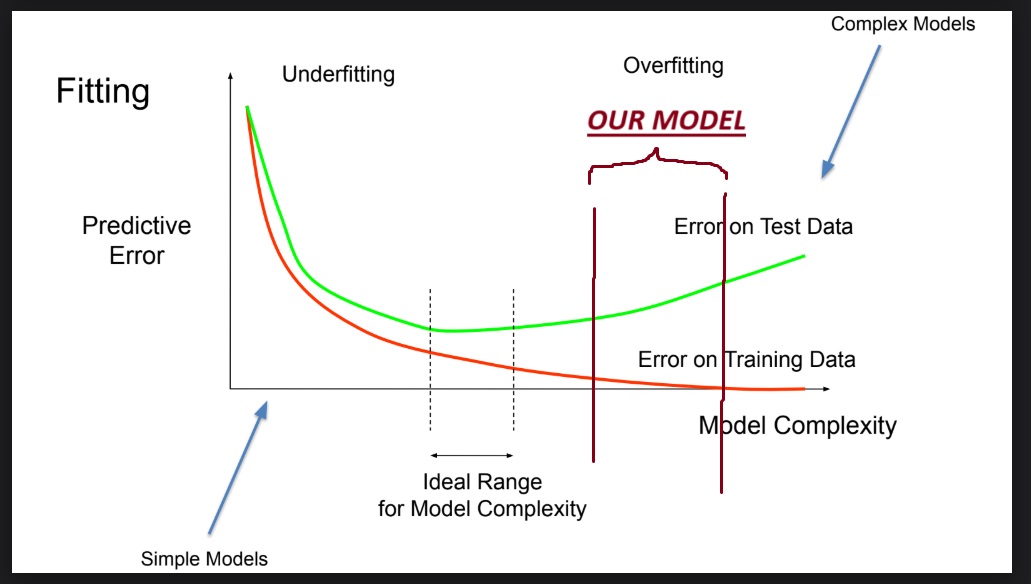 Complex Models
Underfitting
Overfitting
Fitting
OUR MODEL
Predictive
Error
Error on Test Data
Error on Training Data
Model Complexity
Ideal Range
for Model Complexity
Simple Models